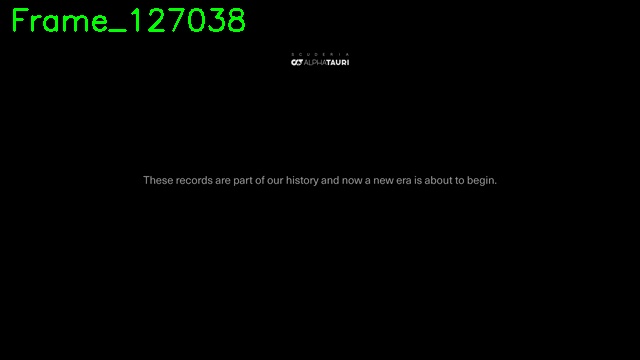 Frame_127038
SCUDERIA
ALPHATAURI
These records are part of our history and now a new era is about to begin.